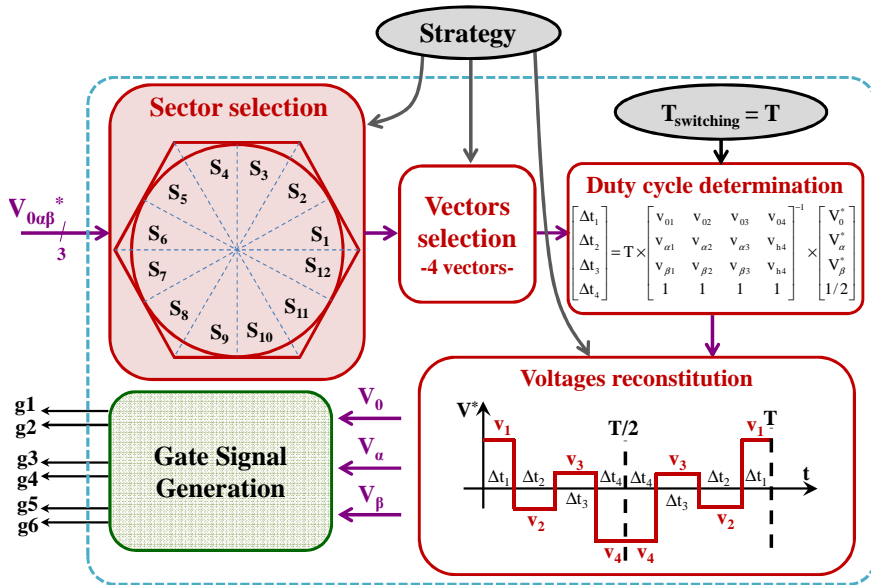 Strategy
Sector selection
S4 S3
S5 S2
S6 S1
S7 S12
S8 S11
S9 S10
V0αβ*
3
Vectors
selection
-4 vectors-
Tswitching = T
Duty cycle determination
[Δt1 Δt2 Δt3 Δt4] = T × [v01 v02 v03 v04
vα1 vα2 vα3 vh4
vβ1 vβ2 vβ3 vh4
1 1 1 1]⁻¹ × [V0* Vα* Vβ* 1/2]
Voltages reconstitution
V* T/2 T
v1 v3 v3 v1
Δt1 Δt2 Δt4 Δt4 Δt2 Δt1 t
Δt3 Δt3
v2 v2
v4 v4
V0
Vα
Vβ
Gate Signal
Generation
g1
g2
g3
g4
g5
g6